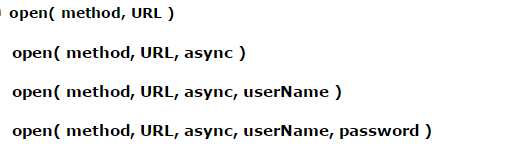 open( method, URL )
open( method, URL, async )
open( method, URL, async, userName )
open( method, URL, async, userName, password )